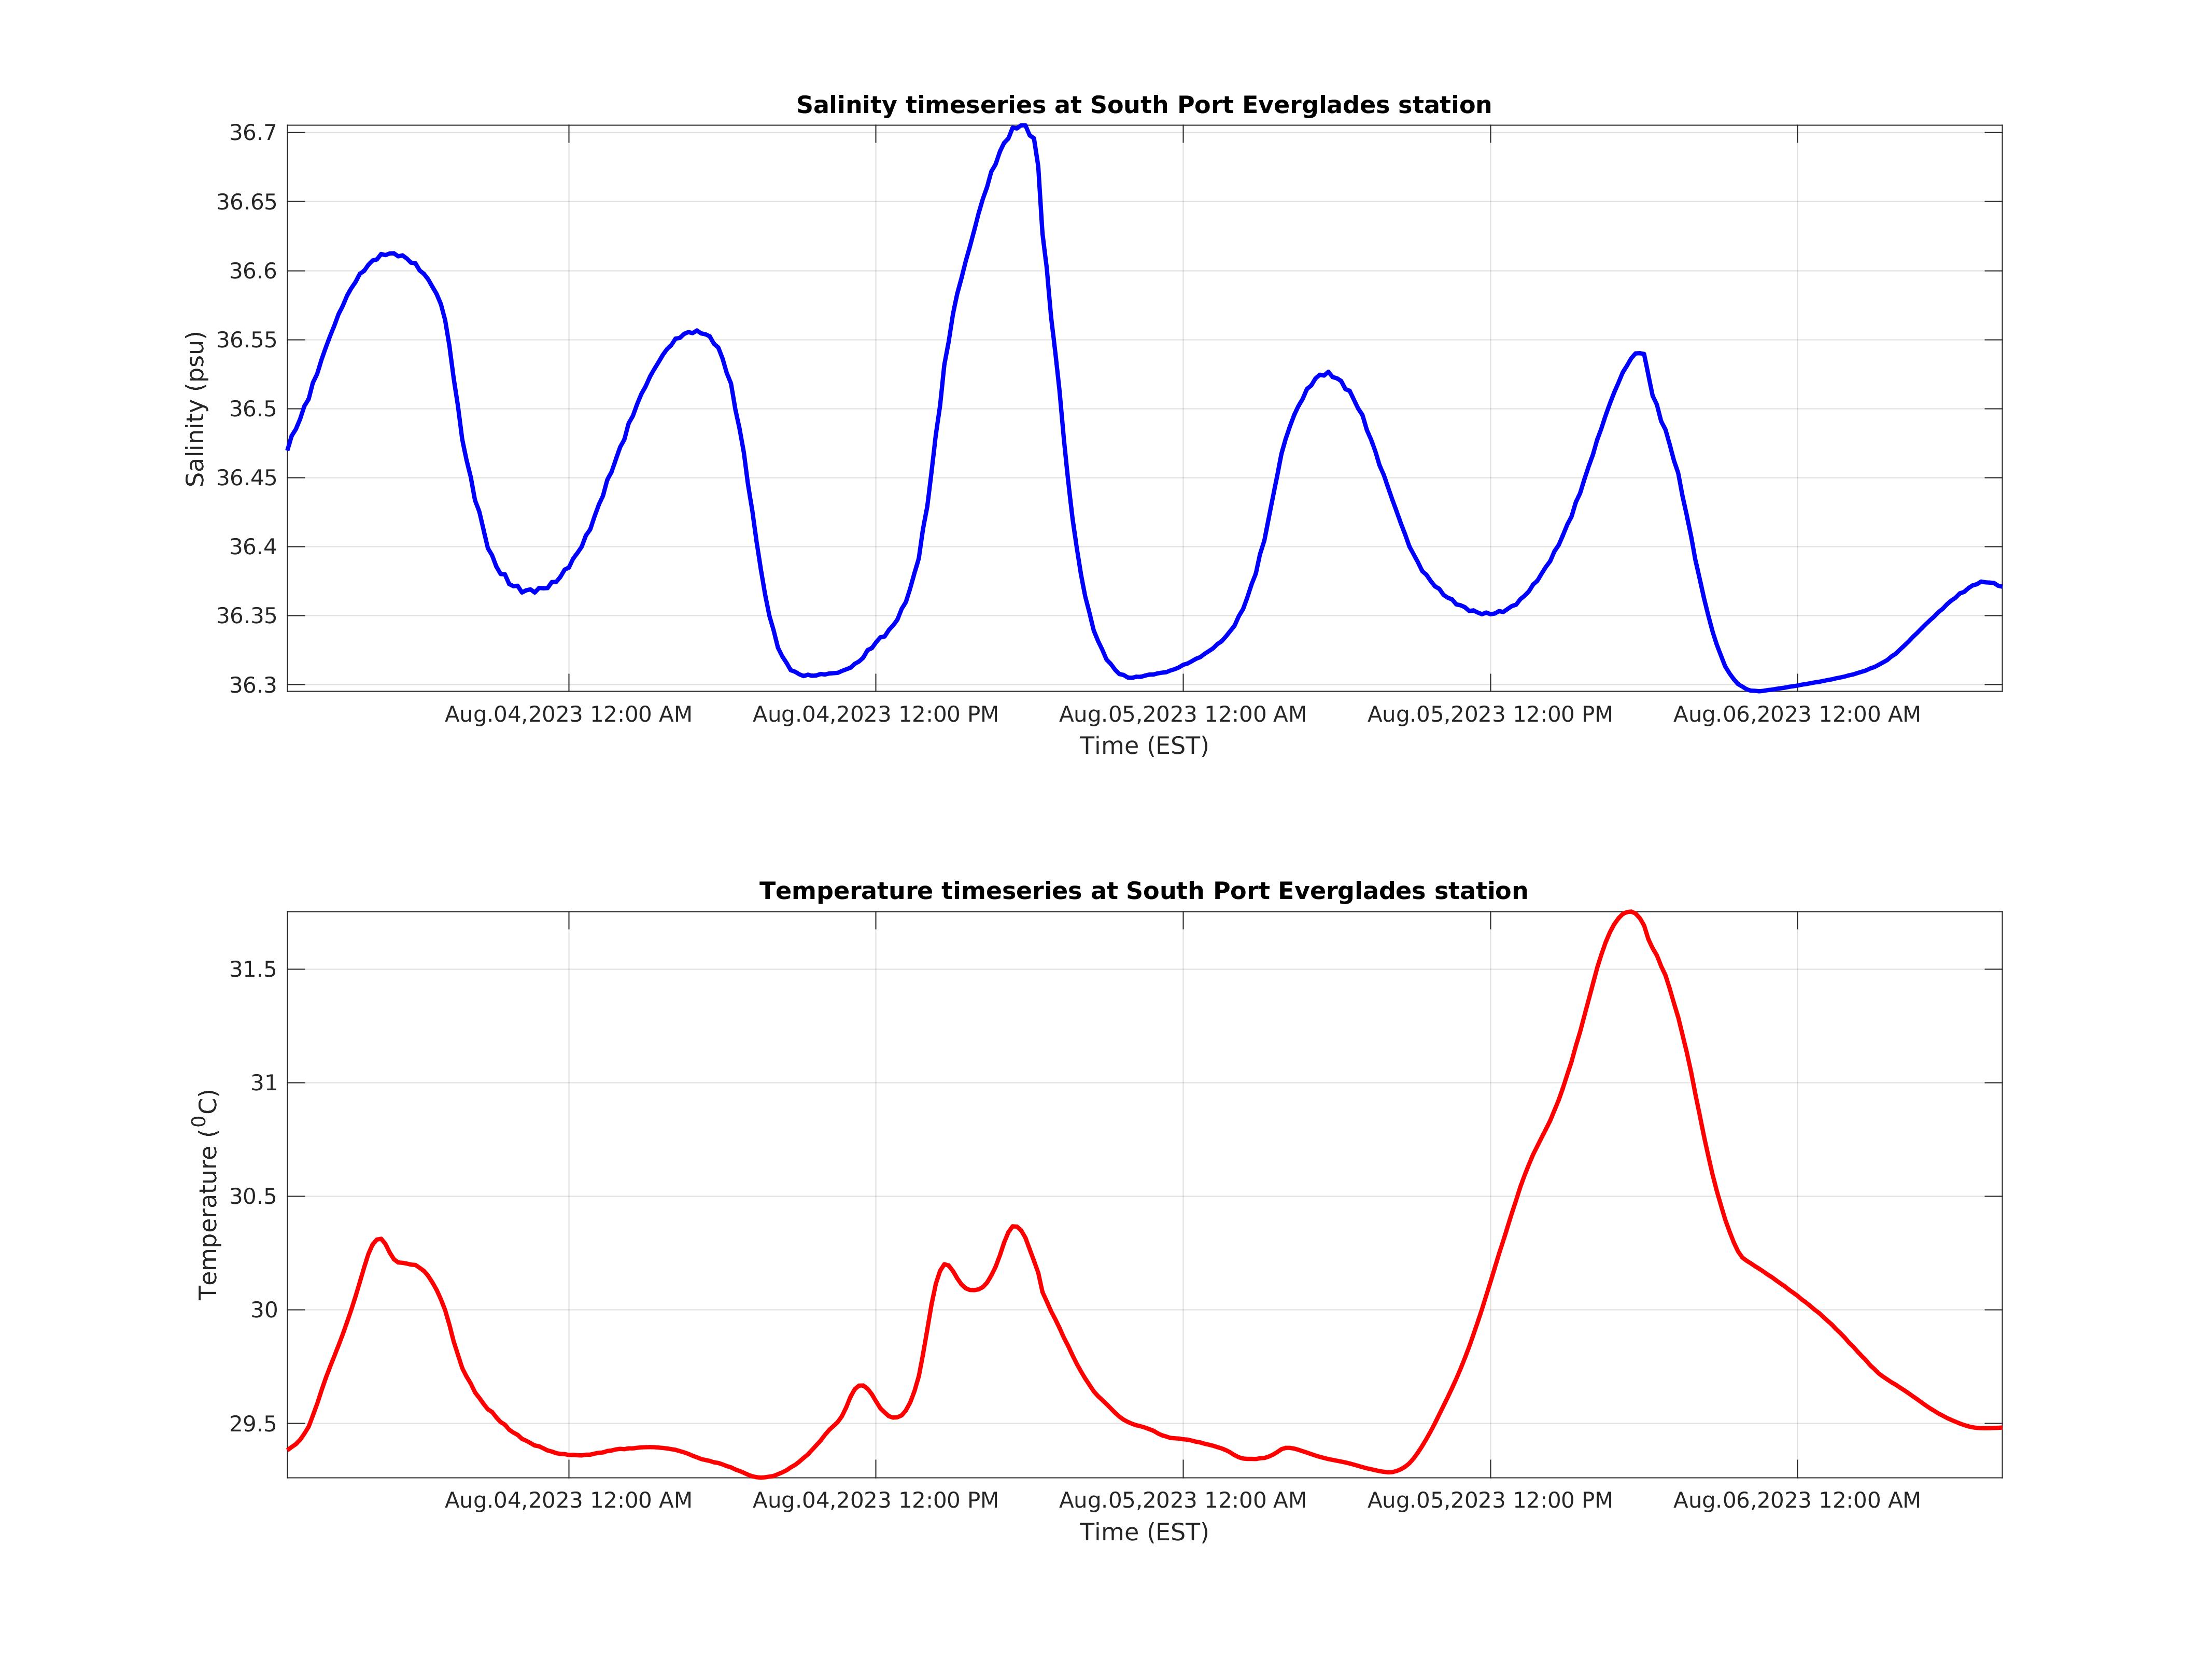 Salinity timeseries at South Port Everglades station
36.7
36.65
36.6
36.55
36.5
36.45
36.4
36.35
36.3
Salinity (psu)
Aug.04,2023 12:00 AM Aug.04,2023 12:00 PM Aug.05,2023 12:00 AM Aug.05,2023 12:00 PM Aug.06,2023 12:00 AM
Time (EST)
Temperature timeseries at South Port Everglades station
31.5
31
30.5
30
29.5
Temperature (⁰C)
Aug.04,2023 12:00 AM Aug.04,2023 12:00 PM Aug.05,2023 12:00 AM Aug.05,2023 12:00 PM Aug.06,2023 12:00 AM
Time (EST)